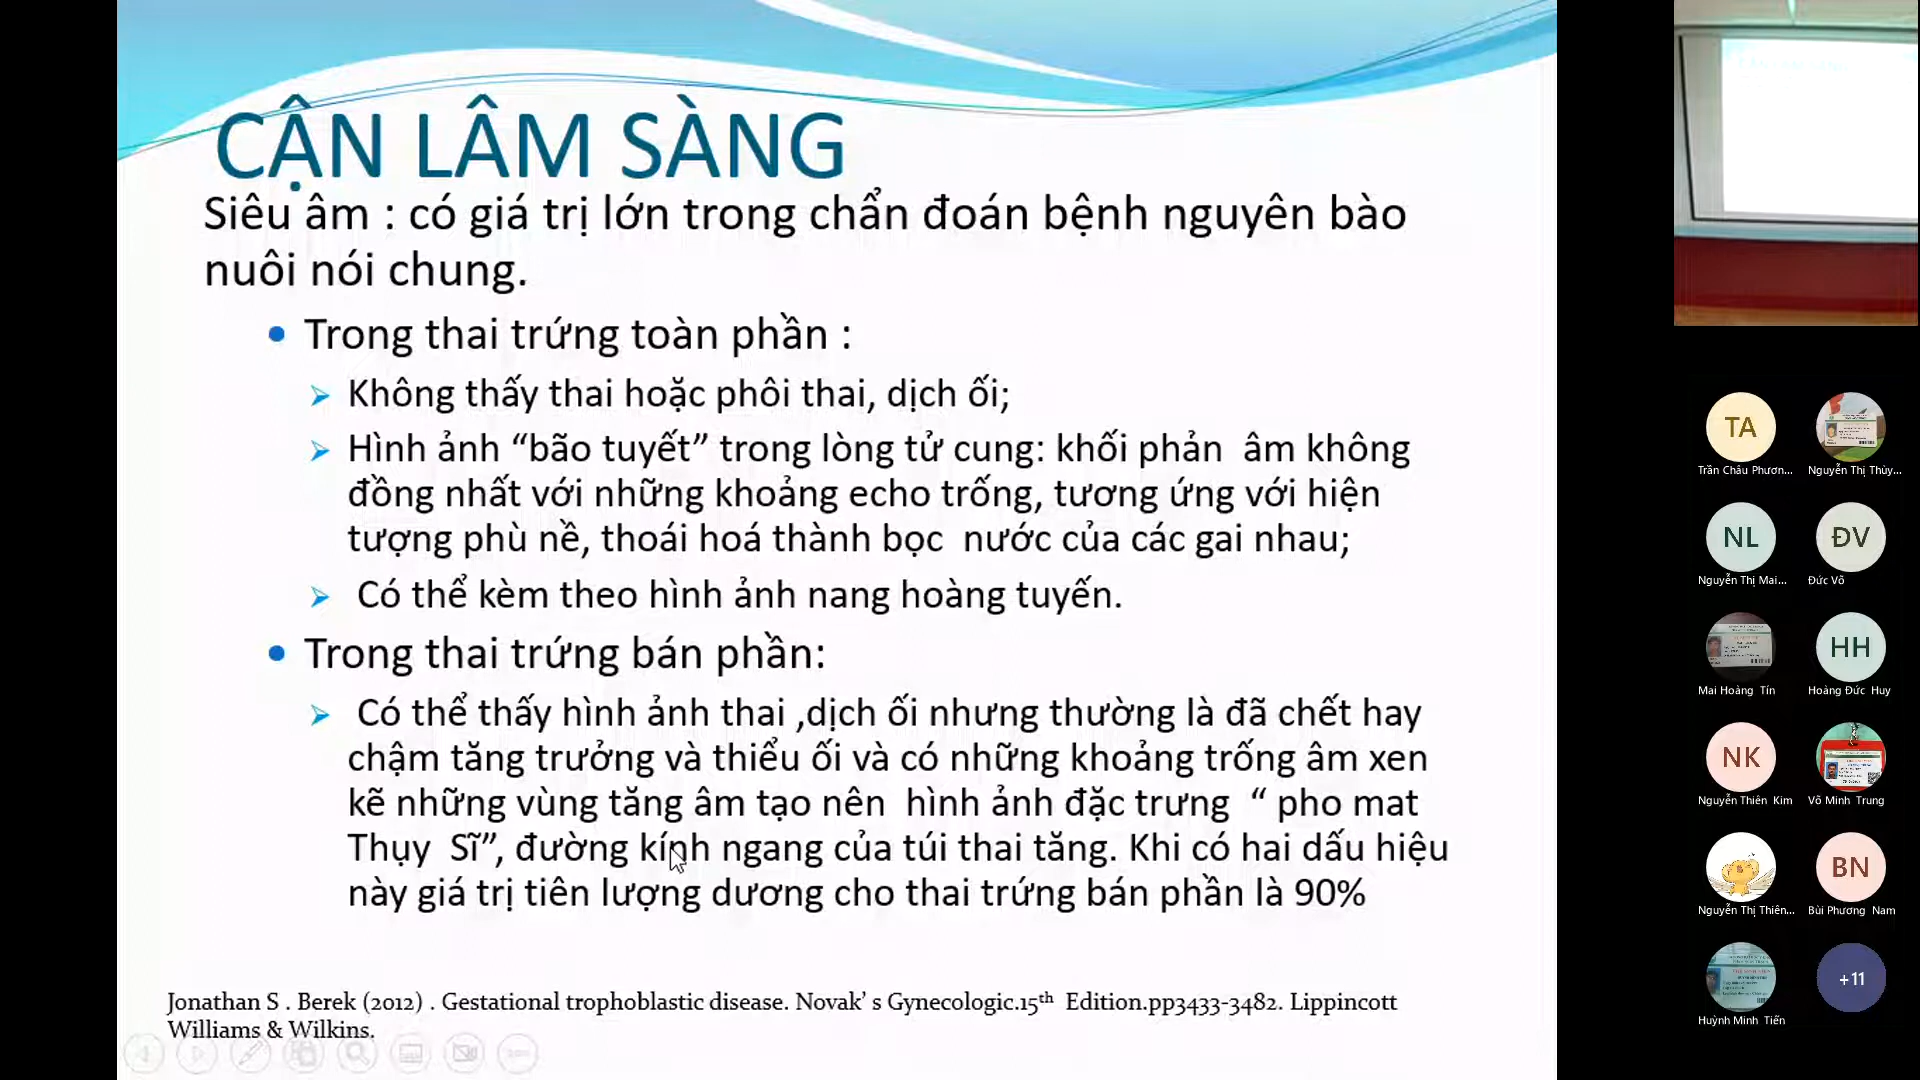 CẬN LÂM SÀNG
Siêu âm : có giá trị lớn trong chẩn đoán bệnh nguyên bào
nuôi nói chung.
• Trong thai trứng toàn phần :
➢ Không thấy thai hoặc phôi thai, dịch ối;
➢ Hình ảnh “bão tuyết” trong lòng tử cung: khối phản âm không
đồng nhất với những khoảng echo trống, tương ứng với hiện
tượng phù nề, thoái hoá thành bọc nước của các gai nhau;
➢ Có thể kèm theo hình ảnh nang hoàng tuyến.
• Trong thai trứng bán phần:
➢ Có thể thấy hình ảnh thai ,dịch ối nhưng thường là đã chết hay
chậm tăng trưởng và thiểu ối và có những khoảng trống âm xen
kẽ những vùng tăng âm tạo nên hình ảnh đặc trưng “ pho mat
Thụy Sĩ”, đường kính ngang của túi thai tăng. Khi có hai dấu hiệu
này giá trị tiên lượng dương cho thai trứng bán phần là 90%
Jonathan S . Berek (2012) . Gestational trophoblastic disease. Novak’ s Gynecologic.15th Edition.pp3433-3482. Lippincott
Williams & Wilkins.
TA
Trần Châu Phươn...
Nguyễn Thị Thùy...
NL
ĐV
Nguyễn Thị Mai...
Đức Võ
Mai Hoàng Tín
HH
Hoàng Đức Huy
NK
Nguyễn Thiên Kim
Võ Minh Trung
BN
Nguyễn Thị Thiên...
Bùi Phương Nam
+11
Huỳnh Minh Tiến